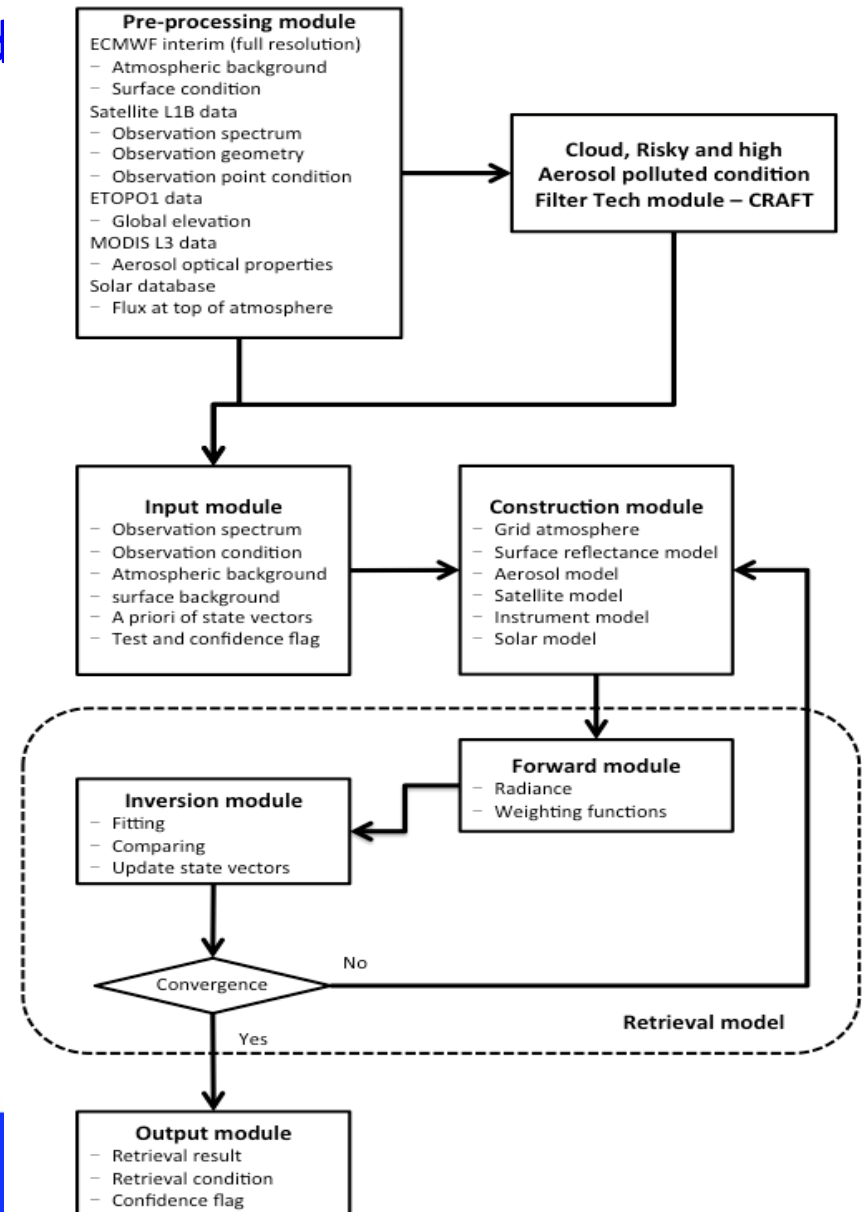 Pre-processing module
ECMWF interim (full resolution)
– Atmospheric background
– Surface condition
Satellite L1B data
– Observation spectrum
– Observation geometry
– Observation point condition
ETOPO1 data
– Global elevation
MODIS L3 data
– Aerosol optical properties
Solar database
– Flux at top of atmosphere
Cloud, Risky and high
Aerosol polluted condition
Filter Tech module – CRAFT
Input module
– Observation spectrum
– Observation condition
– Atmospheric background
– surface background
– A priori of state vectors
– Test and confidence flag
Construction module
– Grid atmosphere
– Surface reflectance model
– Aerosol model
– Satellite model
– Instrument model
– Solar model
Forward module
– Radiance
– Weighting functions
Inversion module
– Fitting
– Comparing
– Update state vectors
Convergence
No
Yes
Retrieval model
Output module
– Retrieval result
– Retrieval condition
– Confidence flag